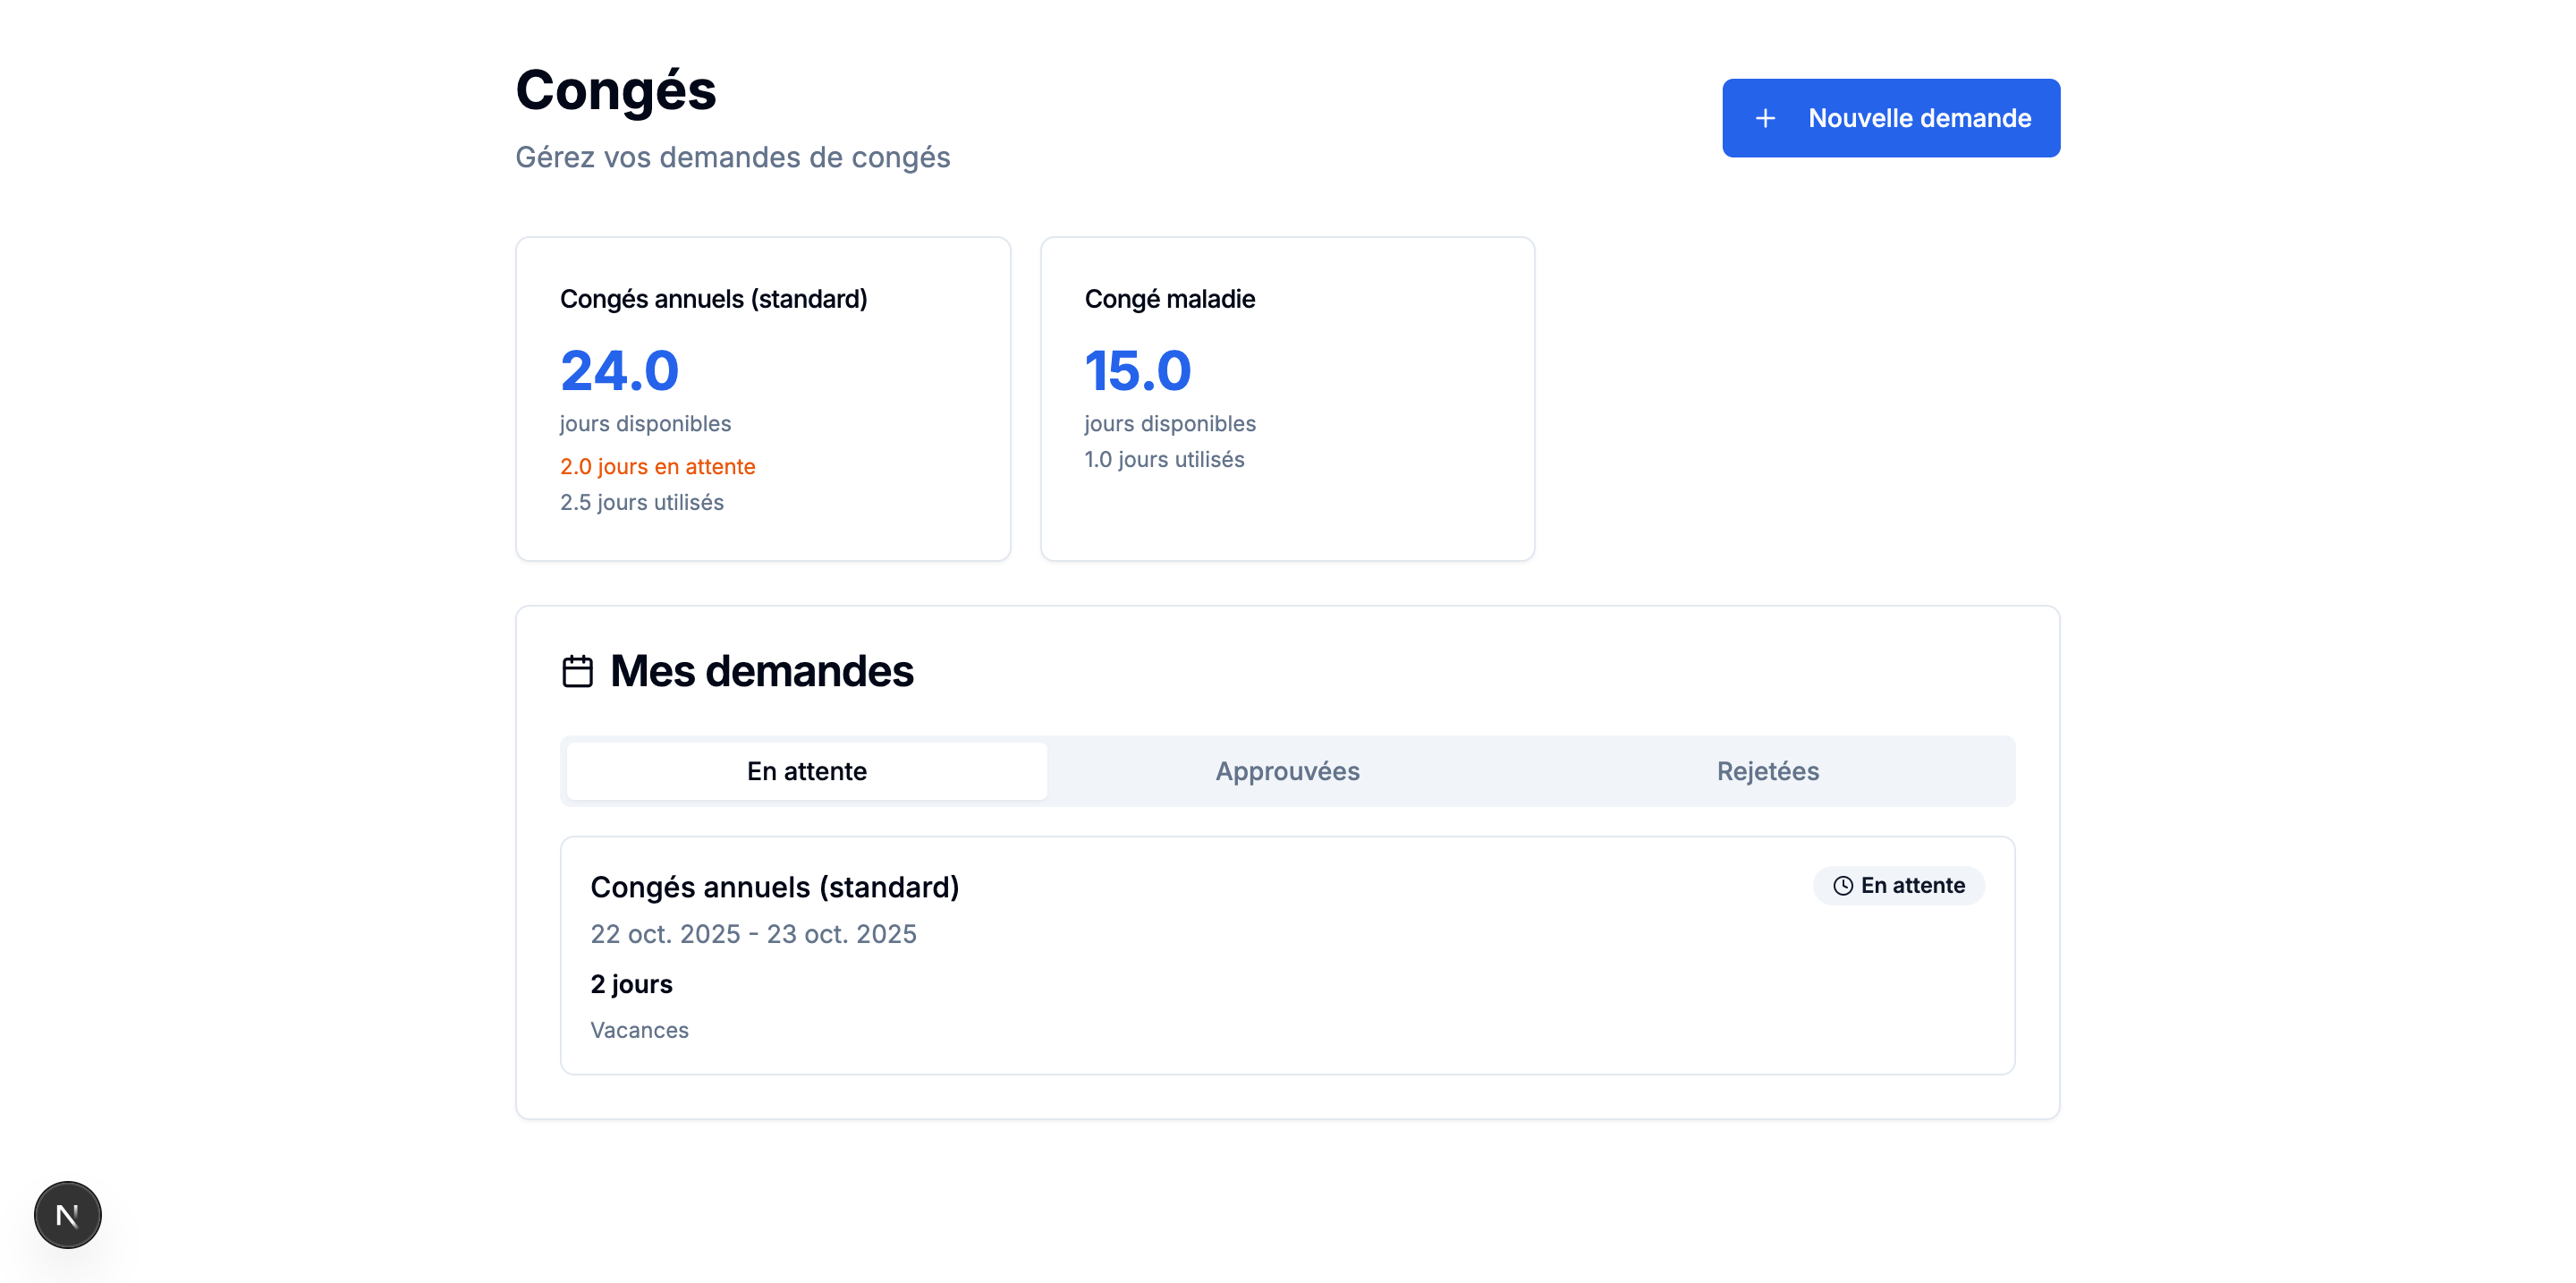 Congés
Gérez vos demandes de congés
+ Nouvelle demande
Congés annuels (standard)
24.0
jours disponibles
2.0 jours en attente
2.5 jours utilisés
Congé maladie
15.0
jours disponibles
1.0 jours utilisés
Mes demandes
En attente
Approuvées
Rejetées
Congés annuels (standard)
En attente
22 oct. 2025 - 23 oct. 2025
2 jours
Vacances
N